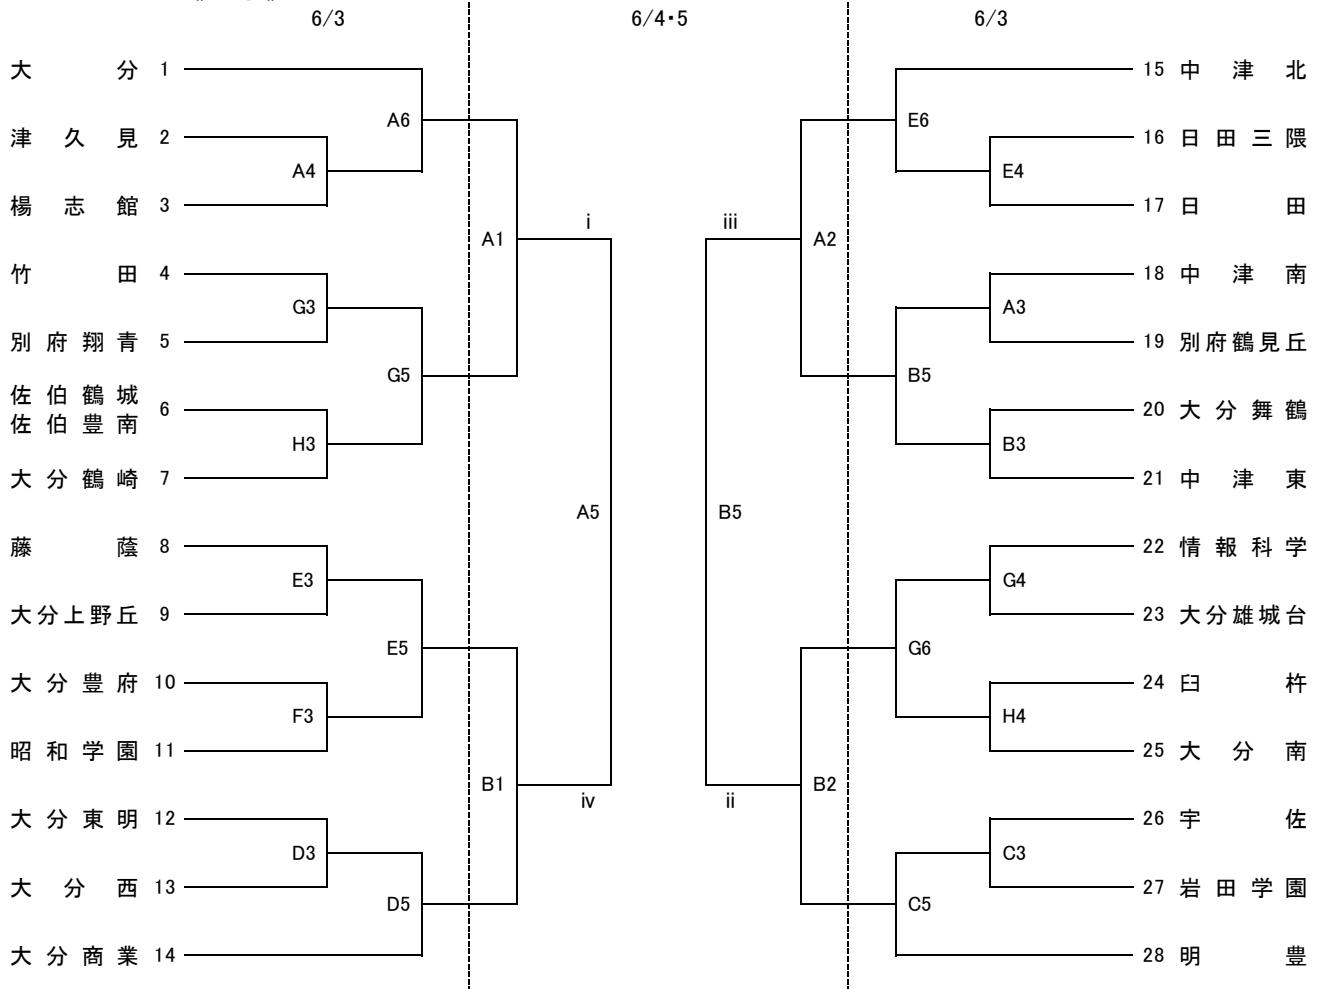 6/3 6/4・5 6/3
大分 1
津久見 2
楊志館 3
竹田 4
別府翔青 5
佐伯鶴城
佐伯豊南 6
大分鶴崎 7
藤蔭 8
大分上野丘 9
大分豊府 10
昭和学園 11
大分東明 12
大分西 13
大分商業 14
A6
A4
G3
G5
H3
E3
E5
F3
D3
D5
A1
B1
i
iv
A5
iii
ii
B5
A2
B2
E6
E4
A3
B5
B3
G4
G6
H4
C3
C5
15 中津北
16 日田三隈
17 日田
18 中津南
19 別府鶴見丘
20 大分舞鶴
21 中津東
22 情報科学
23 大分雄城台
24 臼杵
25 大分南
26 宇佐
27 岩田学園
28 明豊